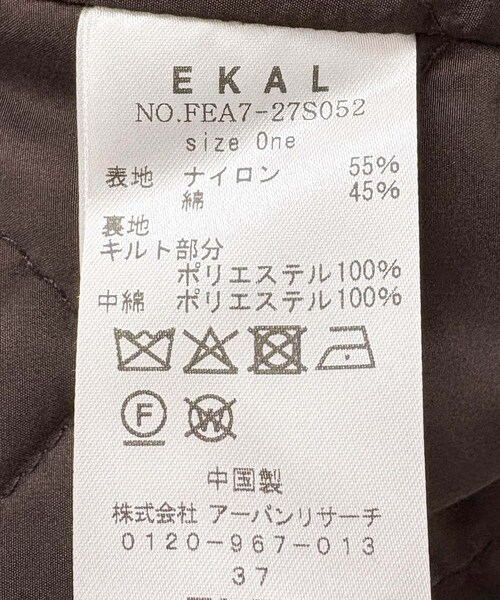 EKAL
NO.FEA7-27S052
size One
表地 ナイロン 55%
綿 45%
裏地
キルト部分
ポリエステル100%
中綿 ポリエステル100%
F
W
中国製
株式会社 アーバンリサーチ
0120-967-013
37